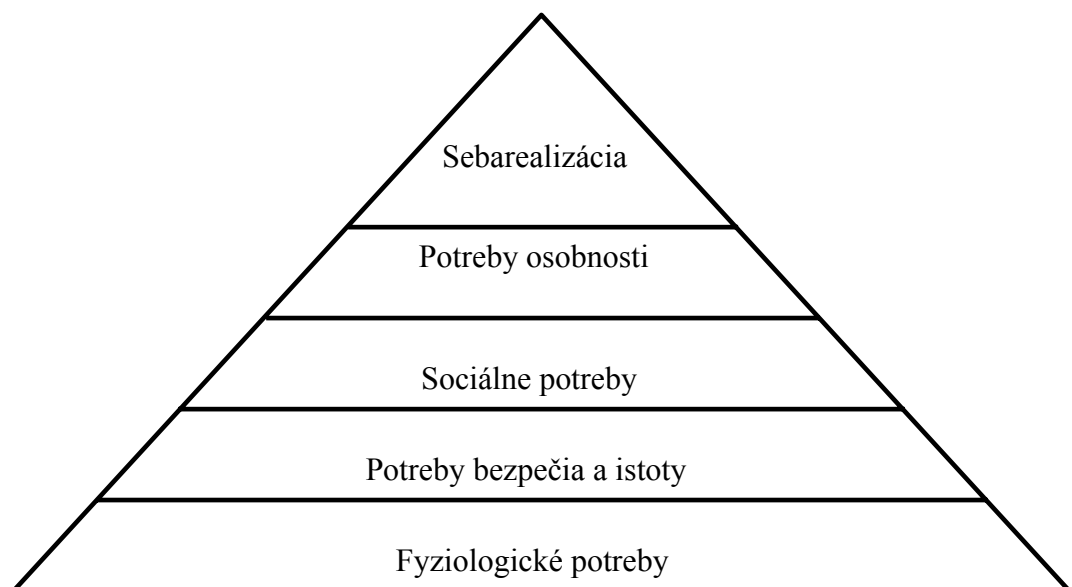 Sebarealizácia
Potreby osobnosti
Sociálne potreby
Potreby bezpečia a istoty
Fyziologické potreby